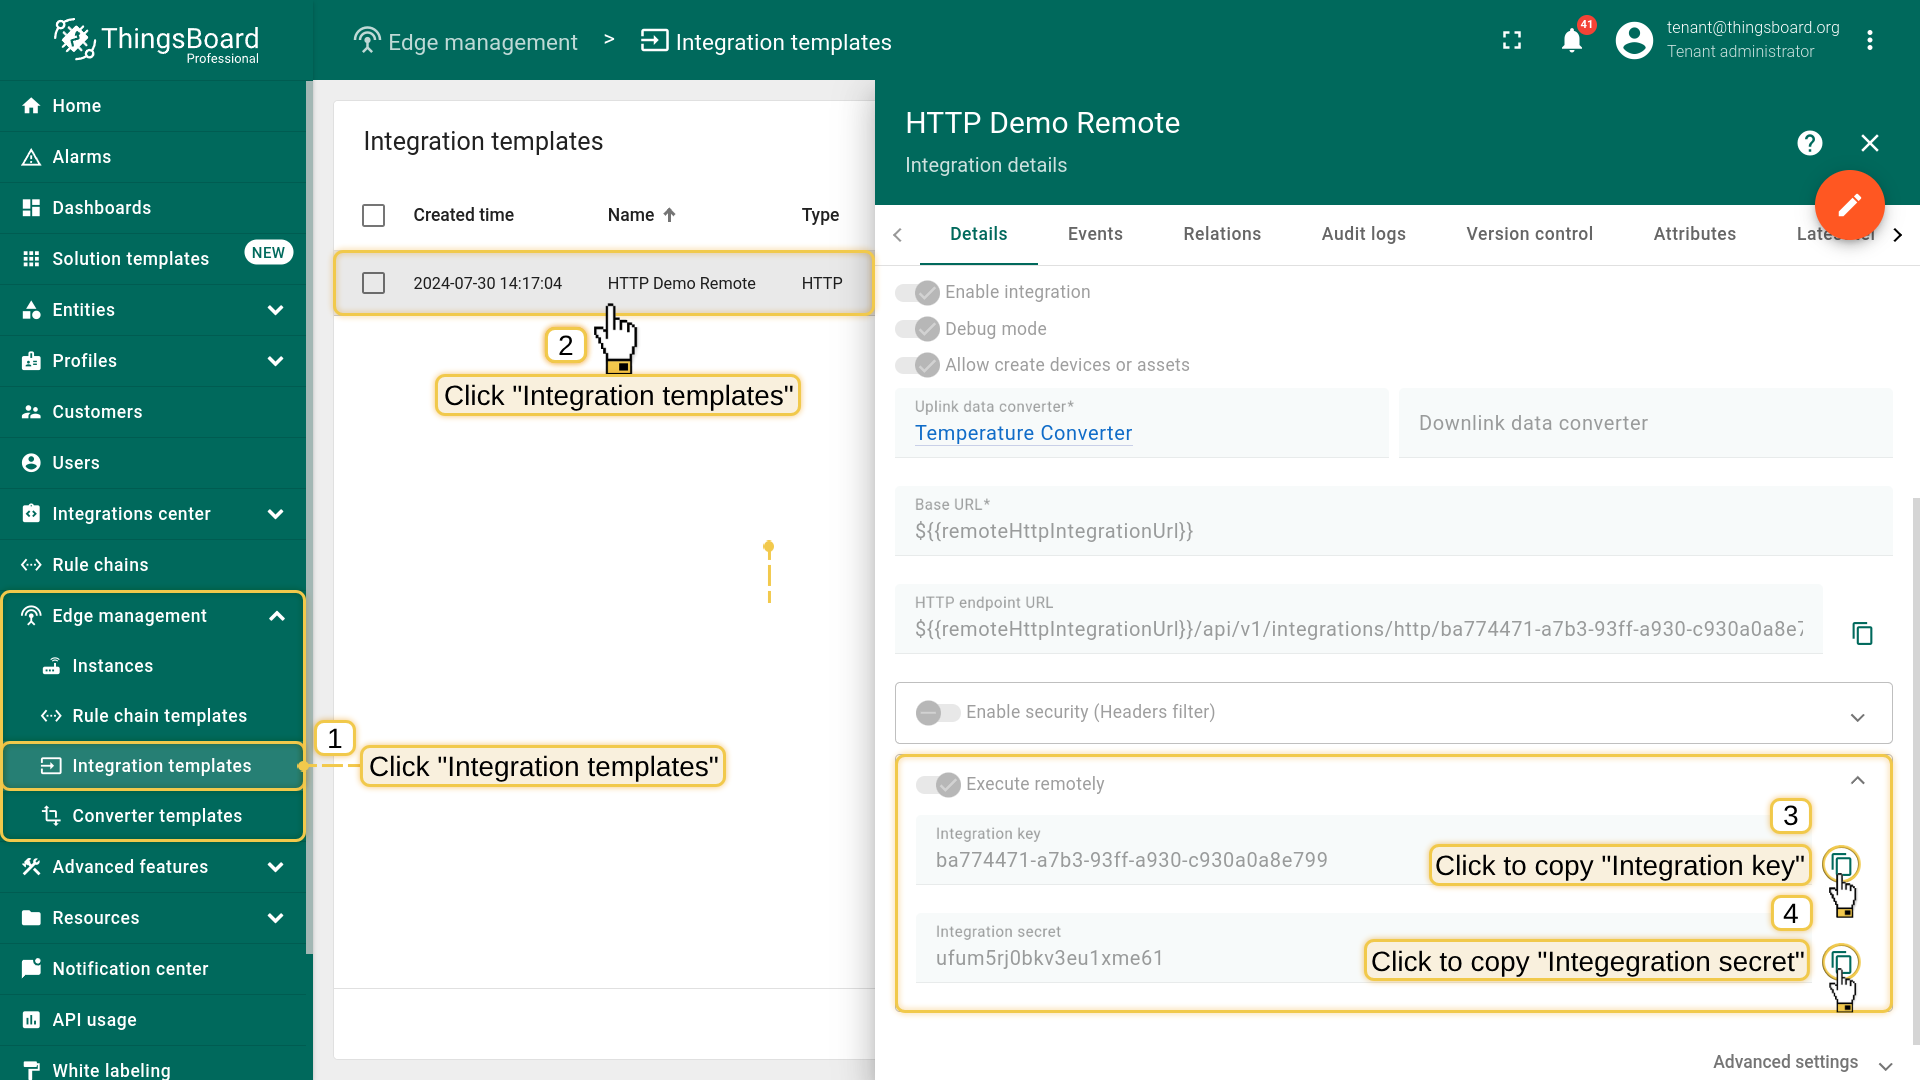 ThingsBoard
Professional
Edge management > Integration templates
41
tenant@thingsboard.org
Tenant administrator
Home
Alarms
Dashboards
Solution templates NEW
Entities
Profiles
Customers
Users
Integrations center
Rule chains
Edge management
Instances
Rule chain templates
Integration templates
Converter templates
Advanced features
Resources
Notification center
API usage
White labeling
1
Click "Integration templates"
Integration templates
Created time Name Type
2024-07-30 14:17:04 HTTP Demo Remote HTTP
2
Click "Integration templates"
HTTP Demo Remote
Integration details
Details Events Relations Audit logs Version control Attributes
Enable integration
Debug mode
Allow create devices or assets
Uplink data converter*
Temperature Converter
Downlink data converter
Base URL*
${{remoteHttpIntegrationUrl}}
HTTP endpoint URL
${{remoteHttpIntegrationUrl}}/api/v1/integrations/http/ba774471-a7b3-93ff-a930-c930a0a8e7
Enable security (Headers filter)
Execute remotely
3
Integration key
ba774471-a7b3-93ff-a930-c930a0a8e799
Click to copy "Integration key"
4
Integration secret
ufum5rj0bkv3eu1xme61
Click to copy "Integegration secret"
Advanced settings